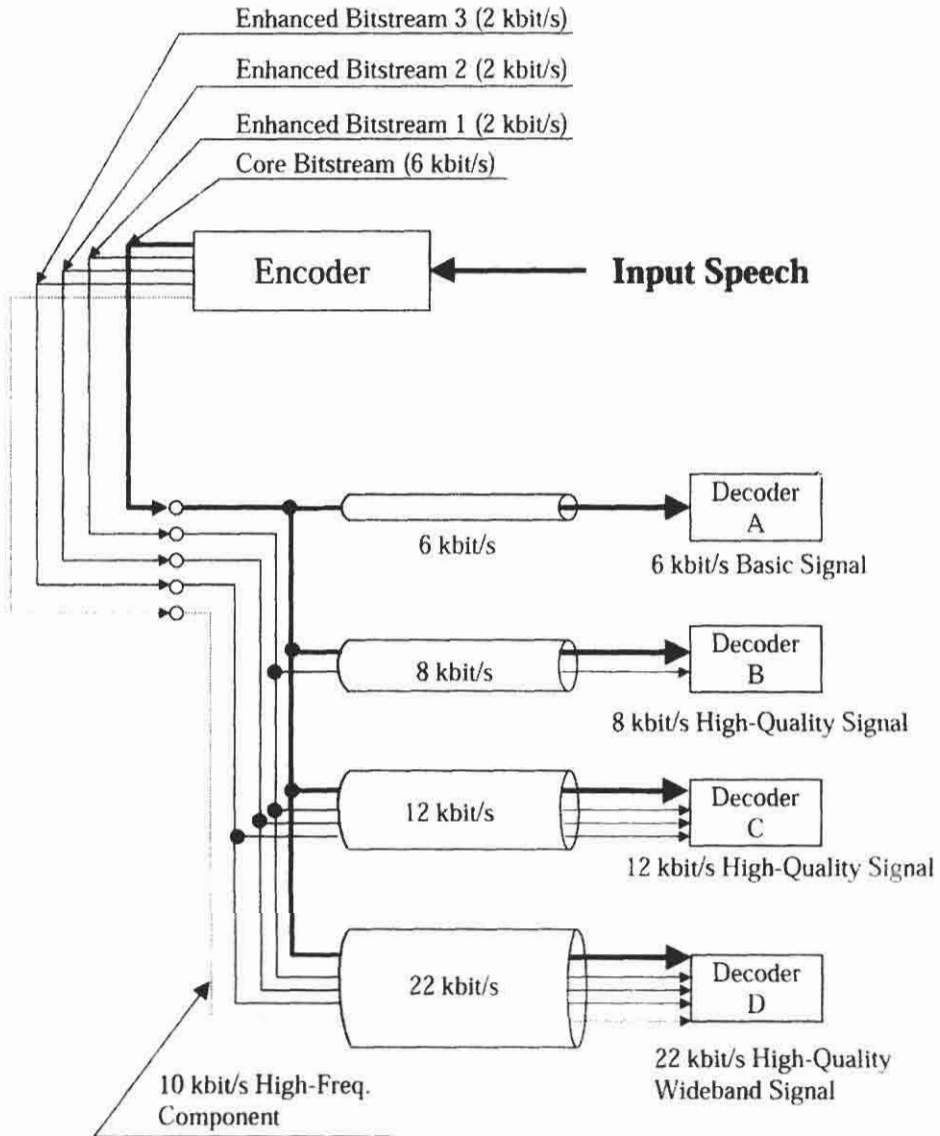 Enhanced Bitstream 3 (2 kbit/s)
Enhanced Bitstream 2 (2 kbit/s)
Enhanced Bitstream 1 (2 kbit/s)
Core Bitstream (6 kbit/s)
Encoder
Input Speech
Decoder
A
6 kbit/s
6 kbit/s Basic Signal
Decoder
B
8 kbit/s
8 kbit/s High-Quality Signal
Decoder
C
12 kbit/s
12 kbit/s High-Quality Signal
Decoder
D
22 kbit/s
22 kbit/s High-Quality
Wideband Signal
10 kbit/s High-Freq.
Component